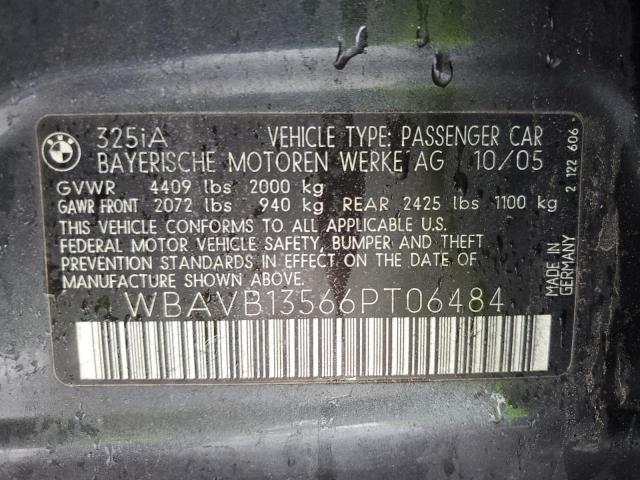 325iA VEHICLE TYPE: PASSENGER CAR
BAYERISCHE MOTOREN WERKE AG 10/05
GVWR 4409 lbs 2000 kg
GAWR FRONT 2072 lbs 940 kg REAR 2425 lbs 1100 kg
THIS VEHICLE CONFORMS TO ALL APPLICABLE U.S.
FEDERAL MOTOR VEHICLE SAFETY, BUMPER AND THEFT
PREVENTION STANDARDS IN EFFECT ON THE DATE OF
MANUFACTURE SHOWN ABOVE.
WBAVB13566PT06484
MADE IN GERMANY
2 122 606